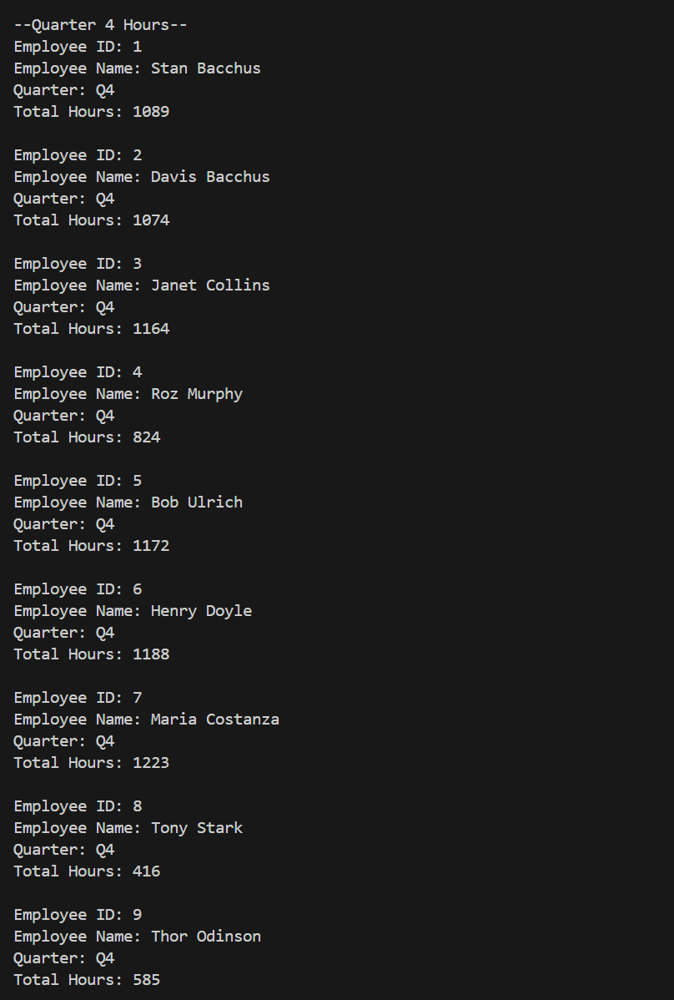 --Quarter 4 Hours--
Employee ID: 1
Employee Name: Stan Bacchus
Quarter: Q4
Total Hours: 1089

Employee ID: 2
Employee Name: Davis Bacchus
Quarter: Q4
Total Hours: 1074

Employee ID: 3
Employee Name: Janet Collins
Quarter: Q4
Total Hours: 1164

Employee ID: 4
Employee Name: Roz Murphy
Quarter: Q4
Total Hours: 824

Employee ID: 5
Employee Name: Bob Ulrich
Quarter: Q4
Total Hours: 1172

Employee ID: 6
Employee Name: Henry Doyle
Quarter: Q4
Total Hours: 1188

Employee ID: 7
Employee Name: Maria Costanza
Quarter: Q4
Total Hours: 1223

Employee ID: 8
Employee Name: Tony Stark
Quarter: Q4
Total Hours: 416

Employee ID: 9
Employee Name: Thor Odinson
Quarter: Q4
Total Hours: 585